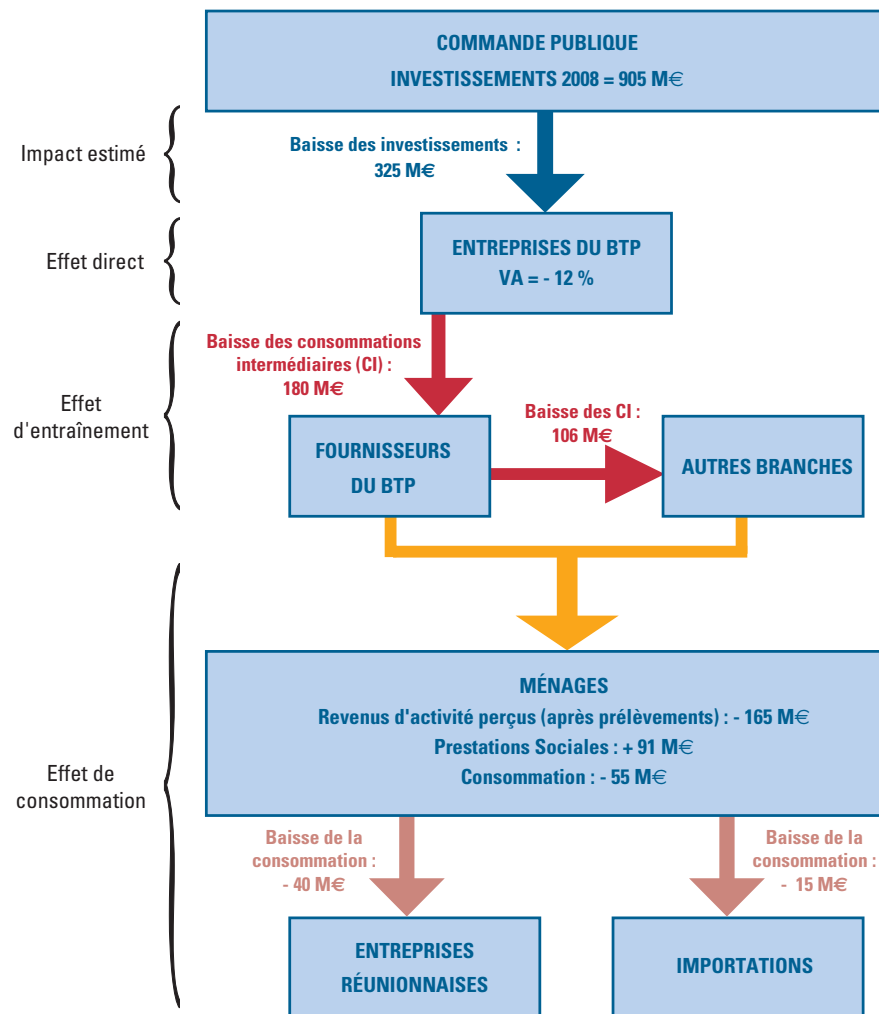 COMMANDE PUBLIQUE
INVESTISSEMENTS 2008 = 905 M€
Impact estimé
Baisse des investissements :
325 M€
Effet direct
ENTREPRISES DU BTP
VA = - 12 %
Baisse des consommations
intermédiaires (CI) :
180 M€
Effet
d'entraînement
Baisse des CI :
106 M€
FOURNISSEURS
DU BTP
AUTRES BRANCHES
MÉNAGES
Revenus d'activité perçus (après prélèvements) : - 165 M€
Prestations Sociales : + 91 M€
Consommation : - 55 M€
Effet de
consommation
Baisse de la
consommation :
- 40 M€
Baisse de la
consommation :
- 15 M€
ENTREPRISES
RÉUNIONNAISES
IMPORTATIONS